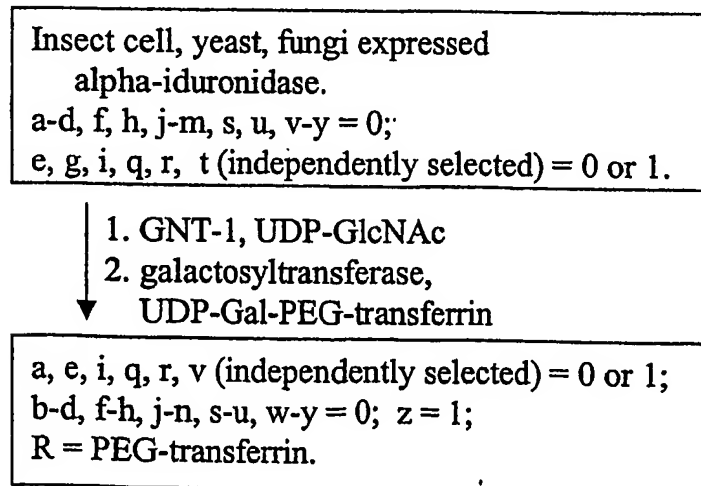 Insect cell, yeast, fungi expressed
alpha-iduronidase.
a-d, f, h, j-m, s, u, v-y = 0;
e, g, i, q, r, t (independently selected) = 0 or 1.
1. GNT-1, UDP-GlcNAc
2. galactosyltransferase,
UDP-Gal-PEG-transferrin
a, e, i, q, r, v (independently selected) = 0 or 1;
b-d, f-h, j-n, s-u, w-y = 0; z = 1;
R = PEG-transferrin.